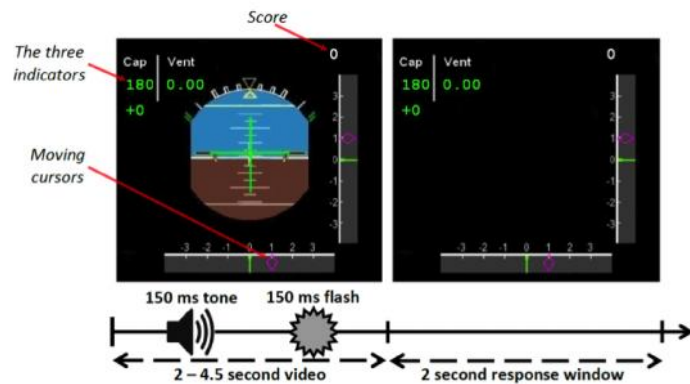 Score
The three
indicators
Moving
cursors
Cap Vent
180 0.00
+0
0
3
2
1
0
-1
-2
-3
-3 -2 -1 0 1 2 3
Cap Vent
180 0.00
+0
0
3
2
1
0
-1
-2
-3
-3 -2 -1 0 1 2 3
150 ms tone
150 ms flash
2 – 4.5 second video
2 second response window